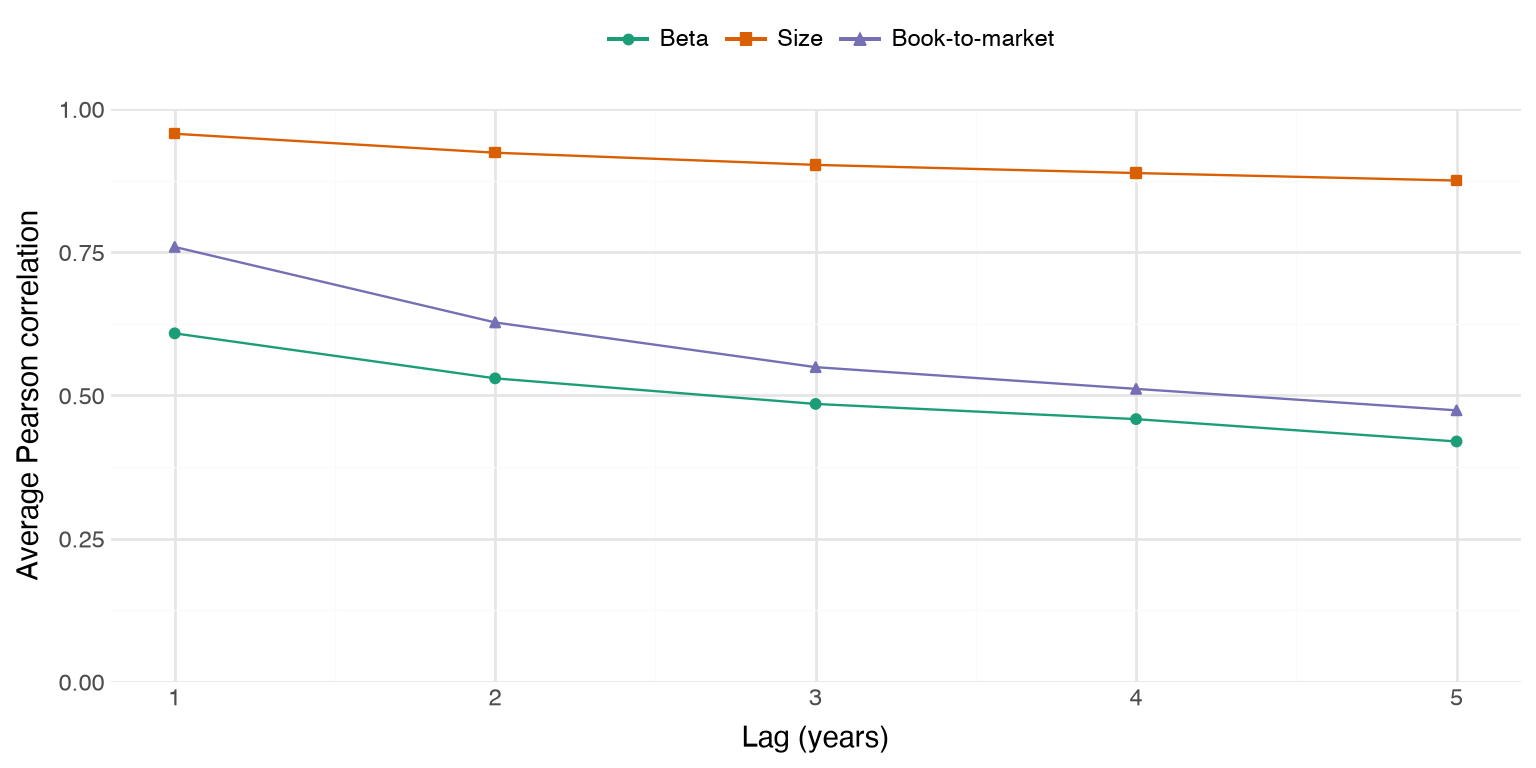 Beta Size Book-to-market
1.00
0.75
0.50
0.25
0.00
Average Pearson correlation
1 2 3 4 5
Lag (years)